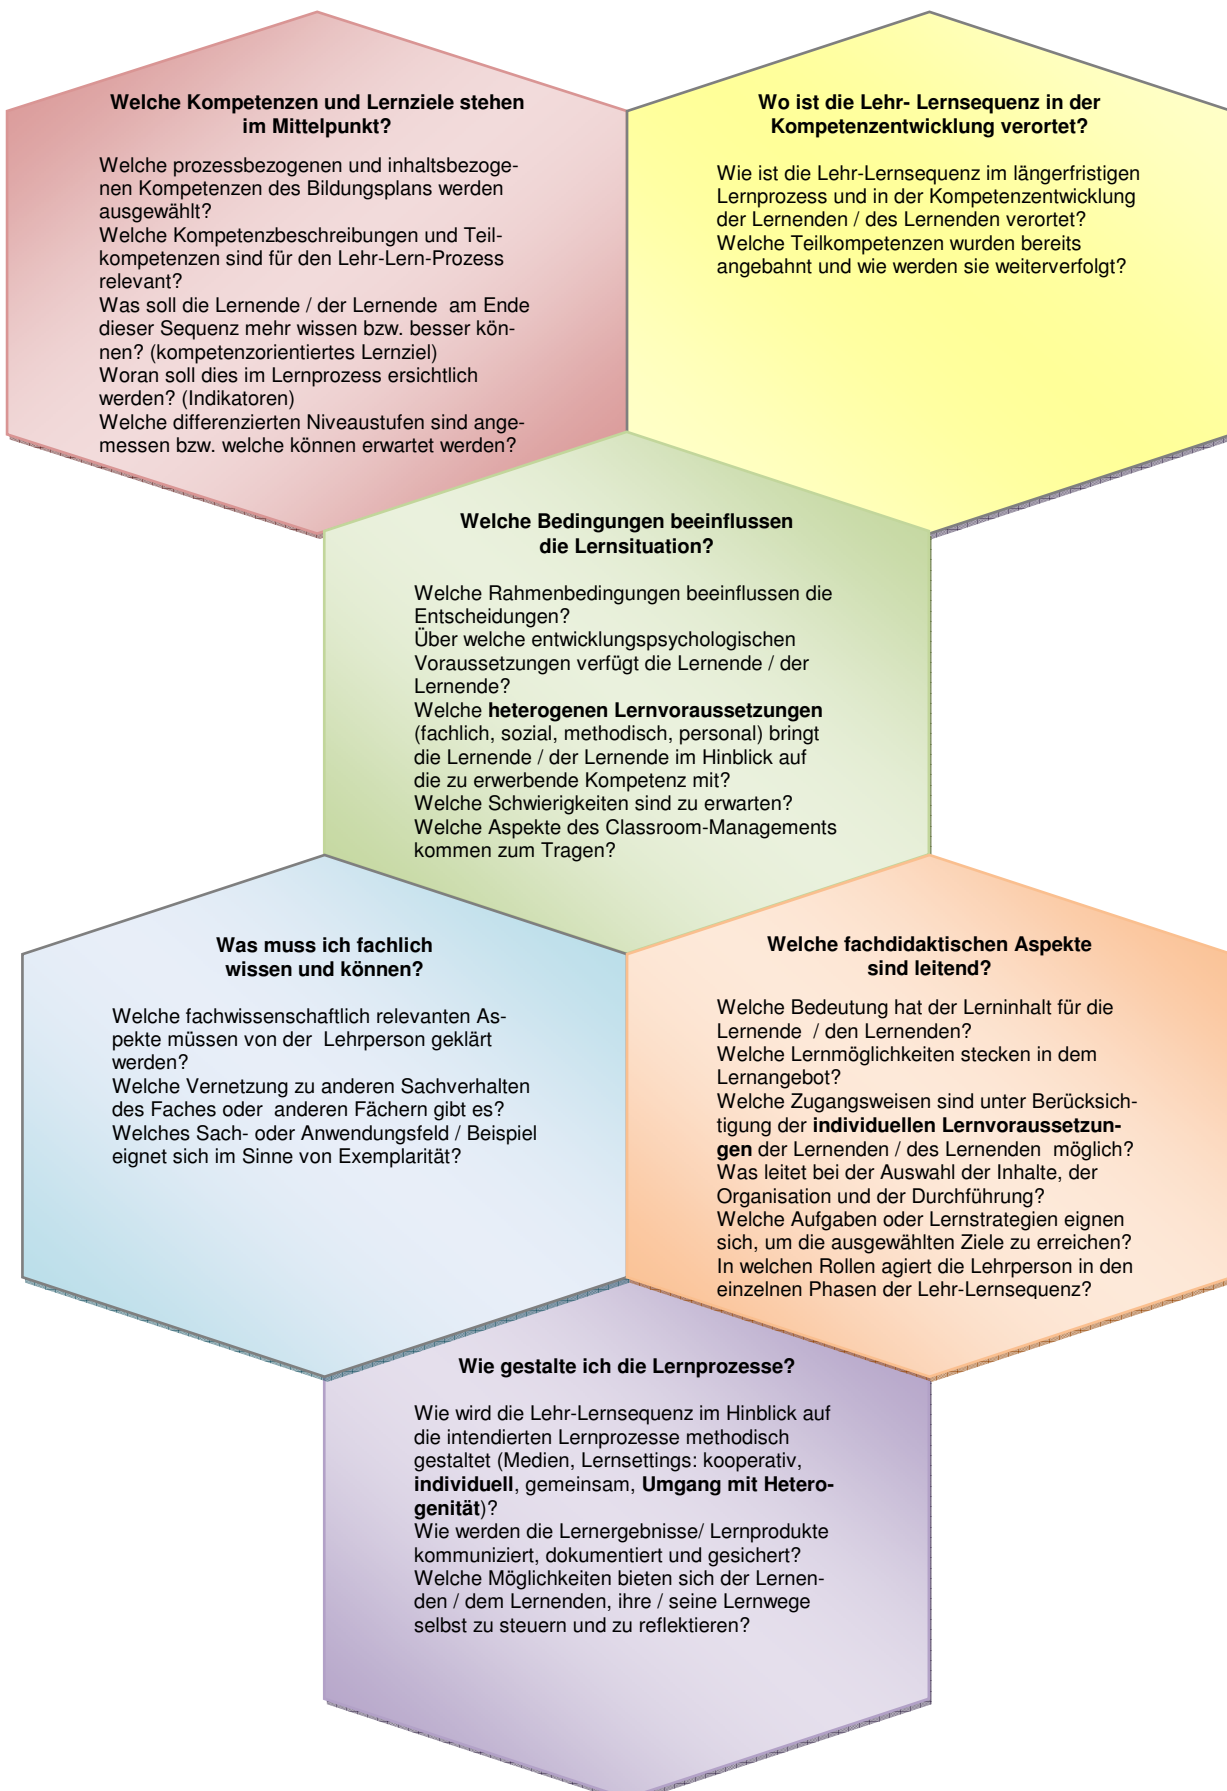 Welche Kompetenzen und Lernziele stehen
im Mittelpunkt?
Welche prozessbezogenen und inhaltsbezoge-
nen Kompetenzen des Bildungsplans werden
ausgewählt?
Welche Kompetenzbeschreibungen und Teil-
kompetenzen sind für den Lehr-Lern-Prozess
relevant?
Was soll die Lernende / der Lernende  am Ende
dieser Sequenz mehr wissen bzw. besser kön-
nen? (kompetenzorientiertes Lernziel)
Woran soll dies im Lernprozess ersichtlich
werden? (Indikatoren)
Welche differenzierten Niveaustufen sind ange-
messen bzw. welche können erwartet werden?
Wo ist die Lehr- Lernsequenz in der
Kompetenzentwicklung verortet?
Wie ist die Lehr-Lernsequenz im längerfristigen
Lernprozess und in der Kompetenzentwicklung
der Lernenden / des Lernenden verortet?
Welche Teilkompetenzen wurden bereits
angebahnt und wie werden sie weiterverfolgt?
Welche Bedingungen beeinflussen
die Lernsituation?
Welche Rahmenbedingungen beeinflussen die
Entscheidungen?
Über welche entwicklungspsychologischen
Voraussetzungen verfügt die Lernende / der
Lernende?
Welche heterogenen Lernvoraussetzungen
(fachlich, sozial, methodisch, personal) bringt
die Lernende / der Lernende im Hinblick auf
die zu erwerbende Kompetenz mit?
Welche Schwierigkeiten sind zu erwarten?
Welche Aspekte des Classroom-Managements
kommen zum Tragen?
Was muss ich fachlich
wissen und können?
Welche fachwissenschaftlich relevanten As-
pekte müssen von der  Lehrperson geklärt
werden?
Welche Vernetzung zu anderen Sachverhalten
des Faches oder  anderen Fächern gibt es?
Welches Sach- oder Anwendungsfeld / Beispiel
eignet sich im Sinne von Exemplarität?
Welche fachdidaktischen Aspekte
sind leitend?
Welche Bedeutung hat der Lerninhalt für die
Lernende  / den Lernenden?
Welche Lernmöglichkeiten stecken in dem
Lernangebot?
Welche Zugangsweisen sind unter Berücksich-
tigung der individuellen Lernvoraussetzun-
gen der Lernenden / des Lernenden  möglich?
Was leitet bei der Auswahl der Inhalte, der
Organisation und der Durchführung?
Welche Aufgaben oder Lernstrategien eignen
sich, um die ausgewählten Ziele zu erreichen?
In welchen Rollen agiert die Lehrperson in den
einzelnen Phasen der Lehr-Lernsequenz?
Wie gestalte ich die Lernprozesse?
Wie wird die Lehr-Lernsequenz im Hinblick auf
die intendierten Lernprozesse methodisch
gestaltet (Medien, Lernsettings: kooperativ,
individuell, gemeinsam, Umgang mit Hetero-
genität)?
Wie werden die Lernergebnisse/ Lernprodukte
kommuniziert, dokumentiert und gesichert?
Welche Möglichkeiten bieten sich der Lernen-
den / dem Lernenden, ihre / seine Lernwege
selbst zu steuern und zu reflektieren?